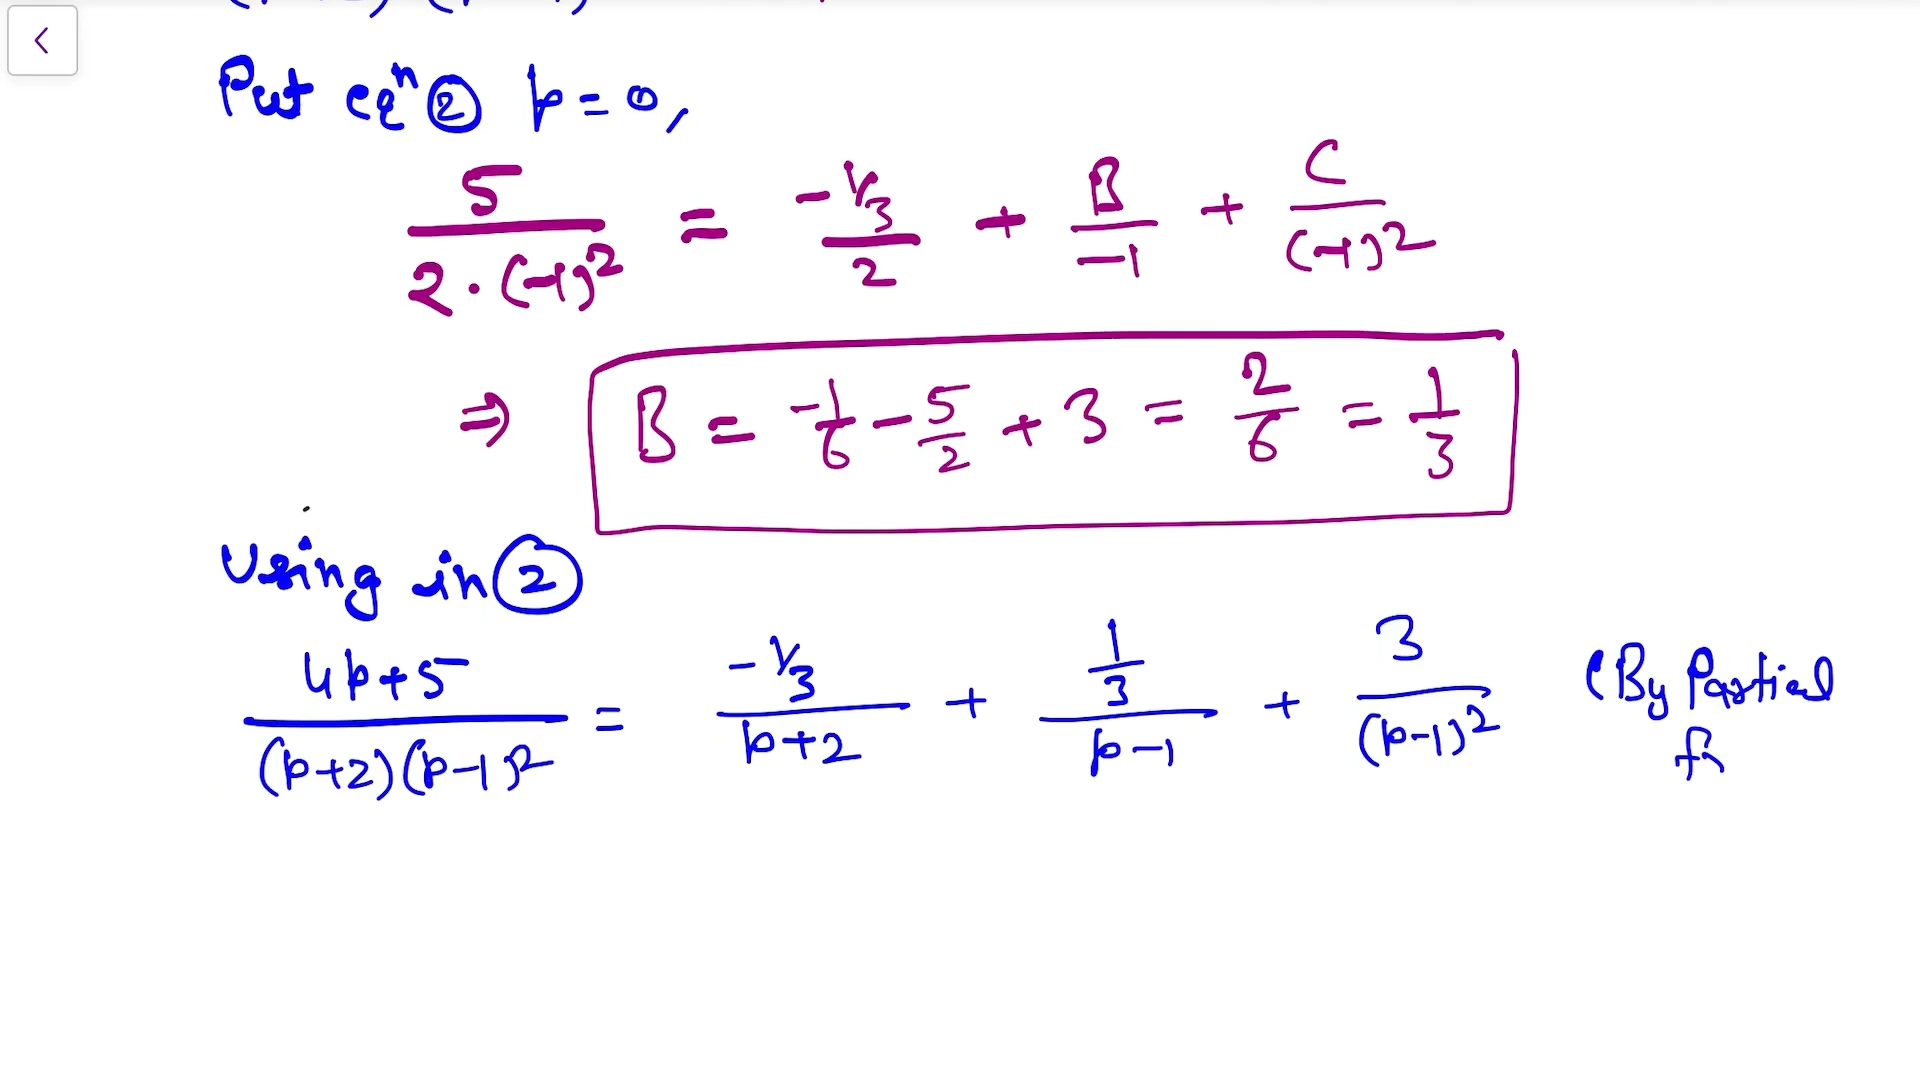 Put eqⁿ ② p = 0,
5/(2·(-1)²) = (-1/3)/2 + B/(-1) + C/(-1)²
⇒ B = -1/6 - 5/2 + 3 = 2/6 = 1/3
Using in ②
(4p+5)/((p+2)(p-1)²) = (-1/3)/(p+2) + (1/3)/(p-1) + 3/(p-1)² (By Partial
fr